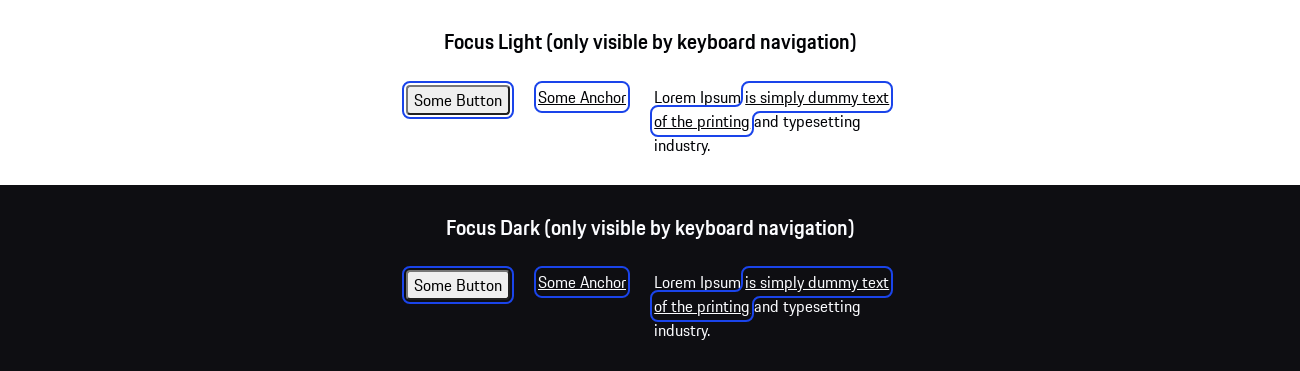 Focus Light (only visible by keyboard navigation)
Some Button
Some Anchor
Lorem Ipsum is simply dummy text
of the printing and typesetting
industry.
Focus Dark (only visible by keyboard navigation)
Some Button
Some Anchor
Lorem Ipsum is simply dummy text
of the printing and typesetting
industry.